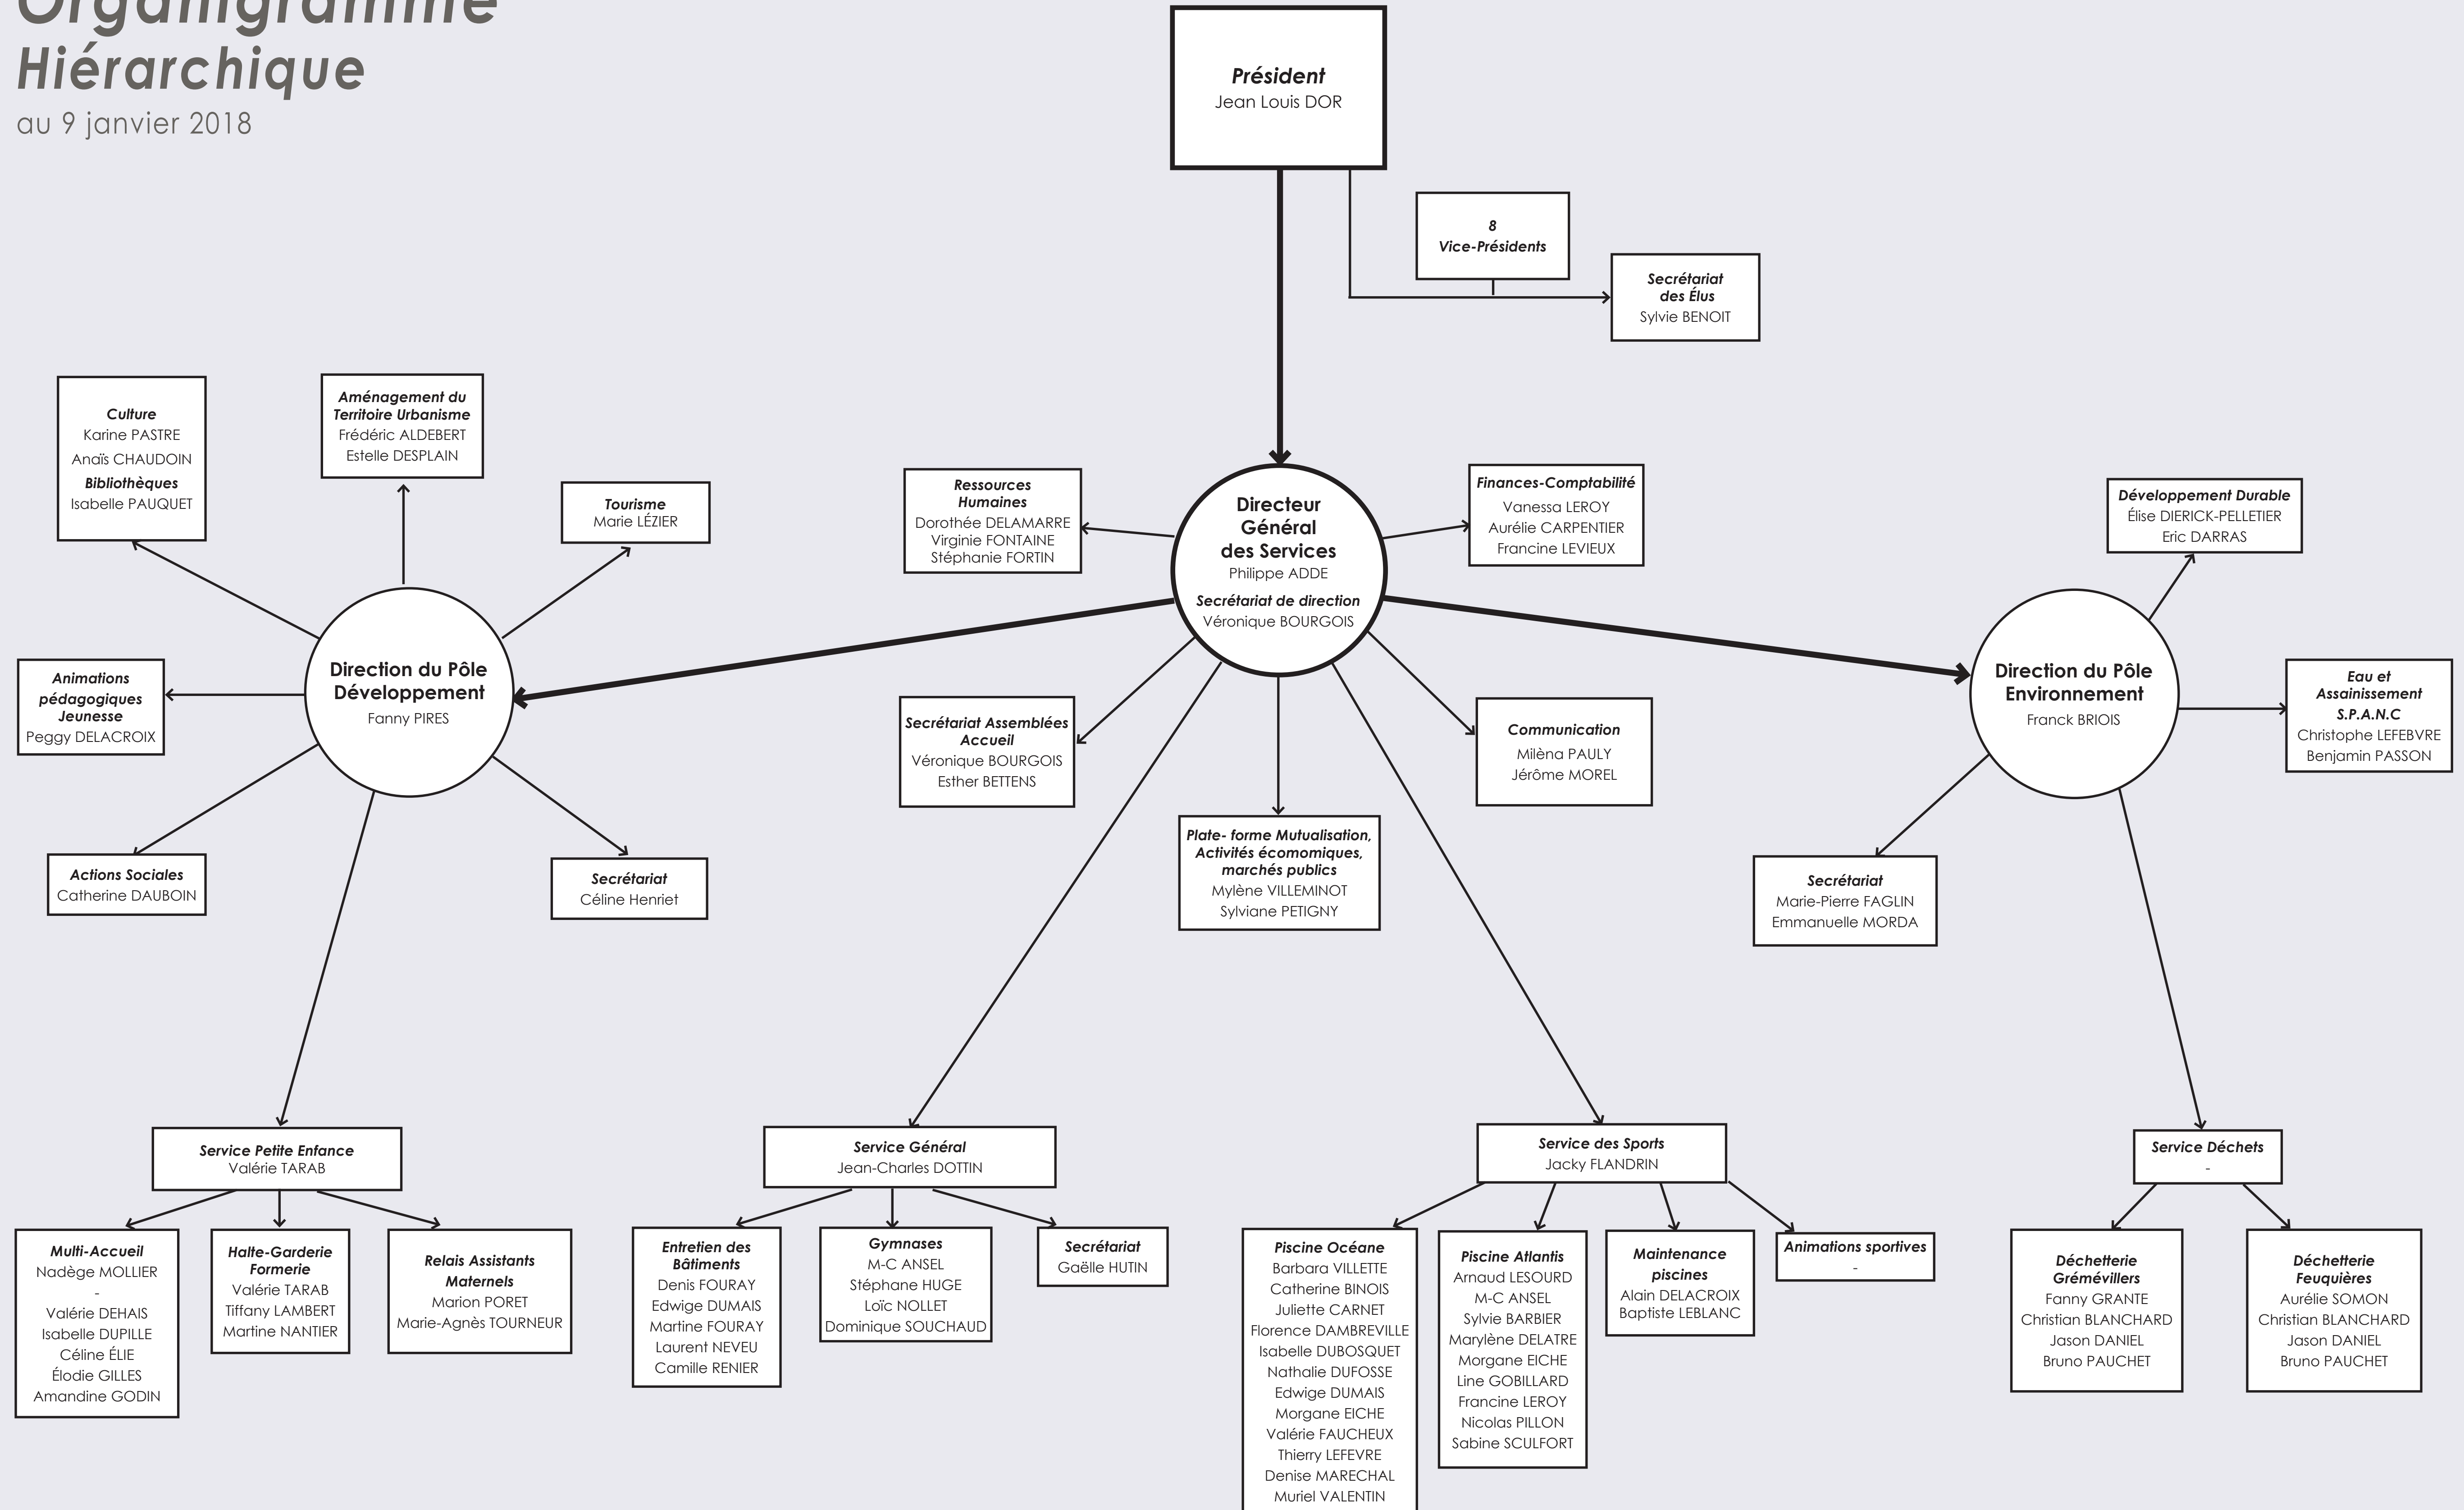 Organigramme
Hiérarchique
au 9 janvier 2018
Président
Jean Louis DOR
8
Vice-Présidents
Secrétariat
des Élus
Sylvie BENOIT
Culture
Karine PASTRE
Anaïs CHAUDOIN
Bibliothèques
Isabelle PAUQUET
Aménagement du
Territoire Urbanisme
Frédéric ALDEBERT
Estelle DESPLAIN
Tourisme
Marie LÉZIER
Ressources
Humaines
Dorothée DELAMARRE
Virginie FONTAINE
Stéphanie FORTIN
Directeur
Général
des Services
Philippe ADDE
Secrétariat de direction
Véronique BOURGOIS
Finances-Comptabilité
Vanessa LEROY
Aurélie CARPENTIER
Francine LEVIEUX
Développement Durable
Élise DIERICK-PELLETIER
Eric DARRAS
Animations
pédagogiques
Jeunesse
Peggy DELACROIX
Direction du Pôle
Développement
Fanny PIRES
Secrétariat Assemblées
Accueil
Véronique BOURGOIS
Esther BETTENS
Communication
Milèna PAULY
Jérôme MOREL
Direction du Pôle
Environnement
Franck BRIOIS
Eau et
Assainissement
S.P.A.N.C
Christophe LEFEBVRE
Benjamin PASSON
Actions Sociales
Catherine DAUBOIN
Secrétariat
Céline Henriet
Plate- forme Mutualisation,
Activités écomomiques,
marchés publics
Mylène VILLEMINOT
Sylviane PETIGNY
Secrétariat
Marie-Pierre FAGLIN
Emmanuelle MORDA
Service Petite Enfance
Valérie TARAB
Service Général
Jean-Charles DOTTIN
Service des Sports
Jacky FLANDRIN
Service Déchets
-
Multi-Accueil
Nadège MOLLIER
-
Valérie DEHAIS
Isabelle DUPILLE
Céline ÉLIE
Élodie GILLES
Amandine GODIN
Halte-Garderie
Formerie
Valérie TARAB
Tiffany LAMBERT
Martine NANTIER
Relais Assistants
Maternels
Marion PORET
Marie-Agnès TOURNEUR
Entretien des
Bâtiments
Denis FOURAY
Edwige DUMAIS
Martine FOURAY
Laurent NEVEU
Camille RENIER
Gymnases
M-C ANSEL
Stéphane HUGE
Loïc NOLLET
Dominique SOUCHAUD
Secrétariat
Gaëlle HUTIN
Piscine Océane
Barbara VILLETTE
Catherine BINOIS
Juliette CARNET
Florence DAMBREVILLE
Isabelle DUBOSQUET
Nathalie DUFOSSE
Edwige DUMAIS
Morgane EICHE
Valérie FAUCHEUX
Thierry LEFEVRE
Denise MARECHAL
Muriel VALENTIN
Piscine Atlantis
Arnaud LESOURD
M-C ANSEL
Sylvie BARBIER
Marylène DELATRE
Morgane EICHE
Line GOBILLARD
Francine LEROY
Nicolas PILLON
Sabine SCULFORT
Maintenance
piscines
Alain DELACROIX
Baptiste LEBLANC
Animations sportives
-
Déchetterie
Grémévillers
Fanny GRANTE
Christian BLANCHARD
Jason DANIEL
Bruno PAUCHET
Déchetterie
Feuquières
Aurélie SOMON
Christian BLANCHARD
Jason DANIEL
Bruno PAUCHET